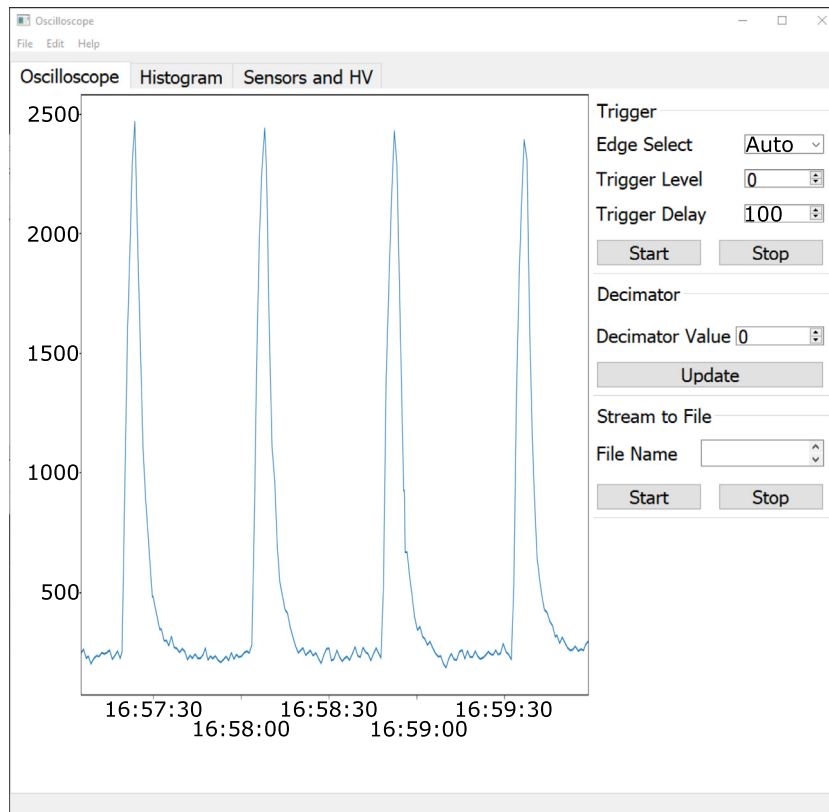 Oscilloscope
File Edit Help
Oscilloscope Histogram Sensors and HV
2500
2000
1500
1000
500
16:57:30 16:58:30 16:59:30
16:58:00 16:59:00
Trigger
Edge Select Auto
Trigger Level 0
Trigger Delay 100
Start Stop
Decimator
Decimator Value 0
Update
Stream to File
File Name
Start Stop